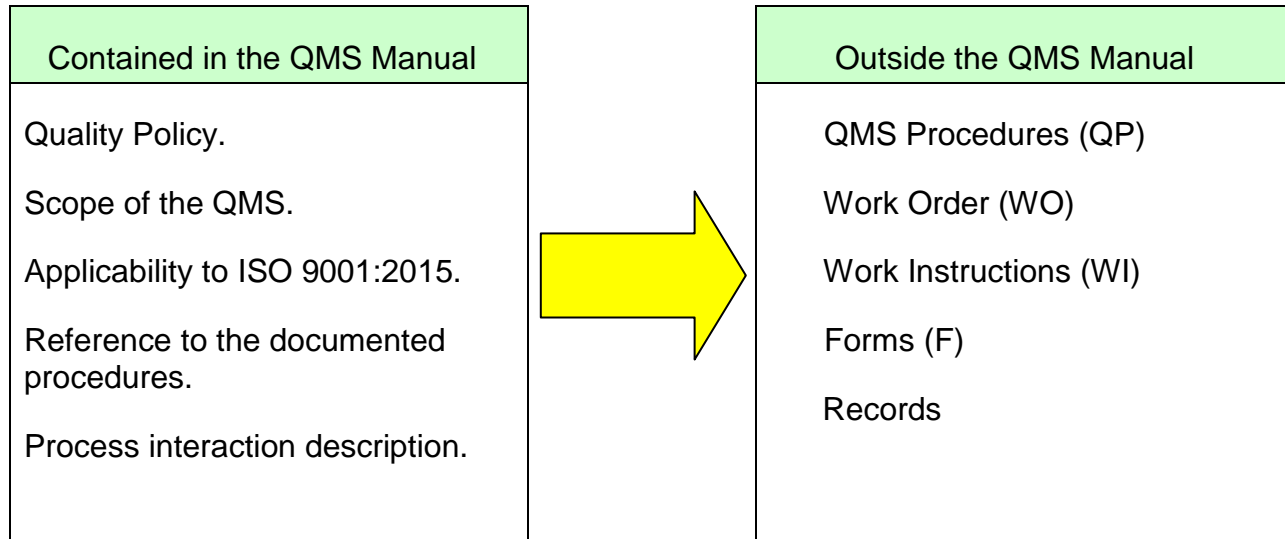 Contained in the QMS Manual
Quality Policy.
Scope of the QMS.
Applicability to ISO 9001:2015.
Reference to the documented
procedures.
Process interaction description.
Outside the QMS Manual
QMS Procedures (QP)
Work Order (WO)
Work Instructions (WI)
Forms (F)
Records